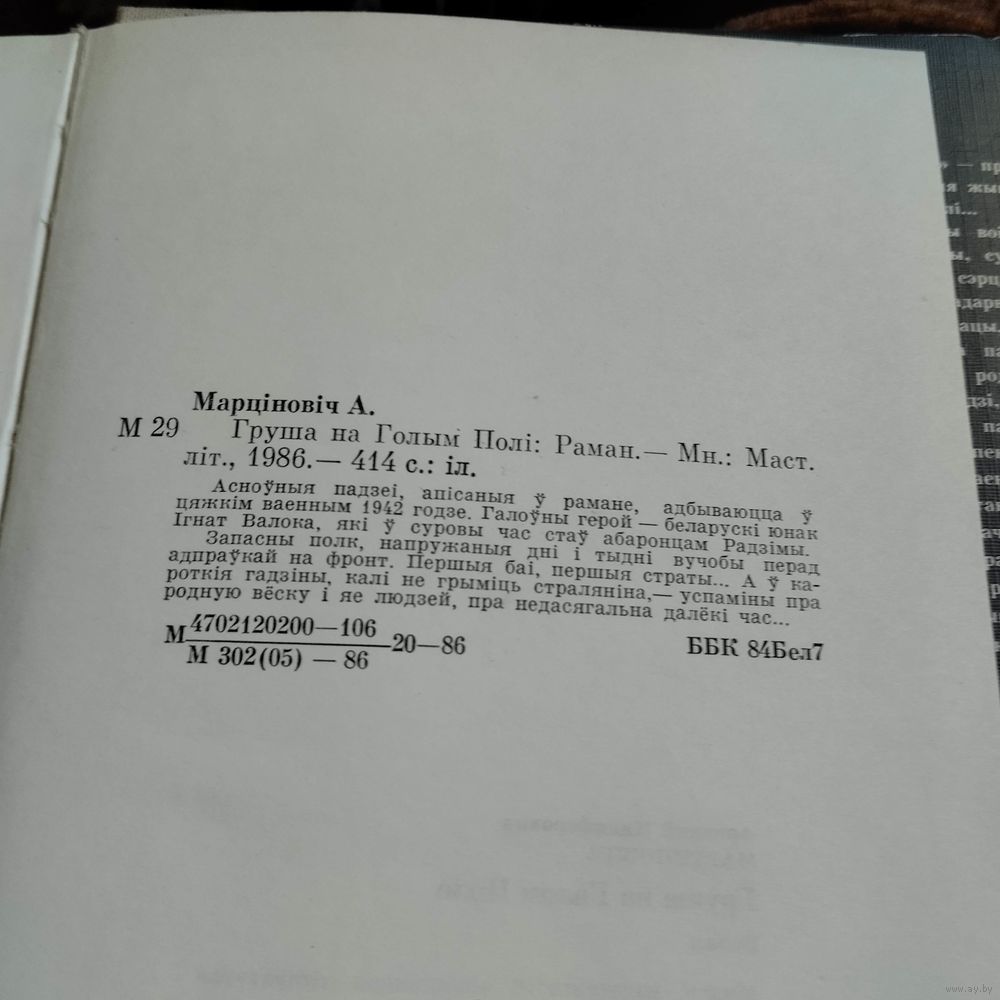 Марціновіч А.
М 29 Груша на Голым Полі: Раман.— Мн.: Маст.
літ., 1986.— 414 с.: іл.
Асноўныя падзеі, апісаныя ў рамане, адбываюцца ў
цяжкім ваенным 1942 годзе. Галоўны герой — беларускі юнак
Ігнат Валока, які ў суровы час стаў абаронцам Радзімы.
Запасны полк, напружаныя дні і тыдні вучобы перад
адпраўкай на фронт. Першыя баі, першыя страты... А ў ка-
роткія гадзіны, калі не грыміць страляніна,— успаміны пра
родную вёску і яе людзей, пра недасягальна далёкі час...
М 4702120200—106
М 302(05) — 86
20—86
ББК 84Бел7
www.ay.by